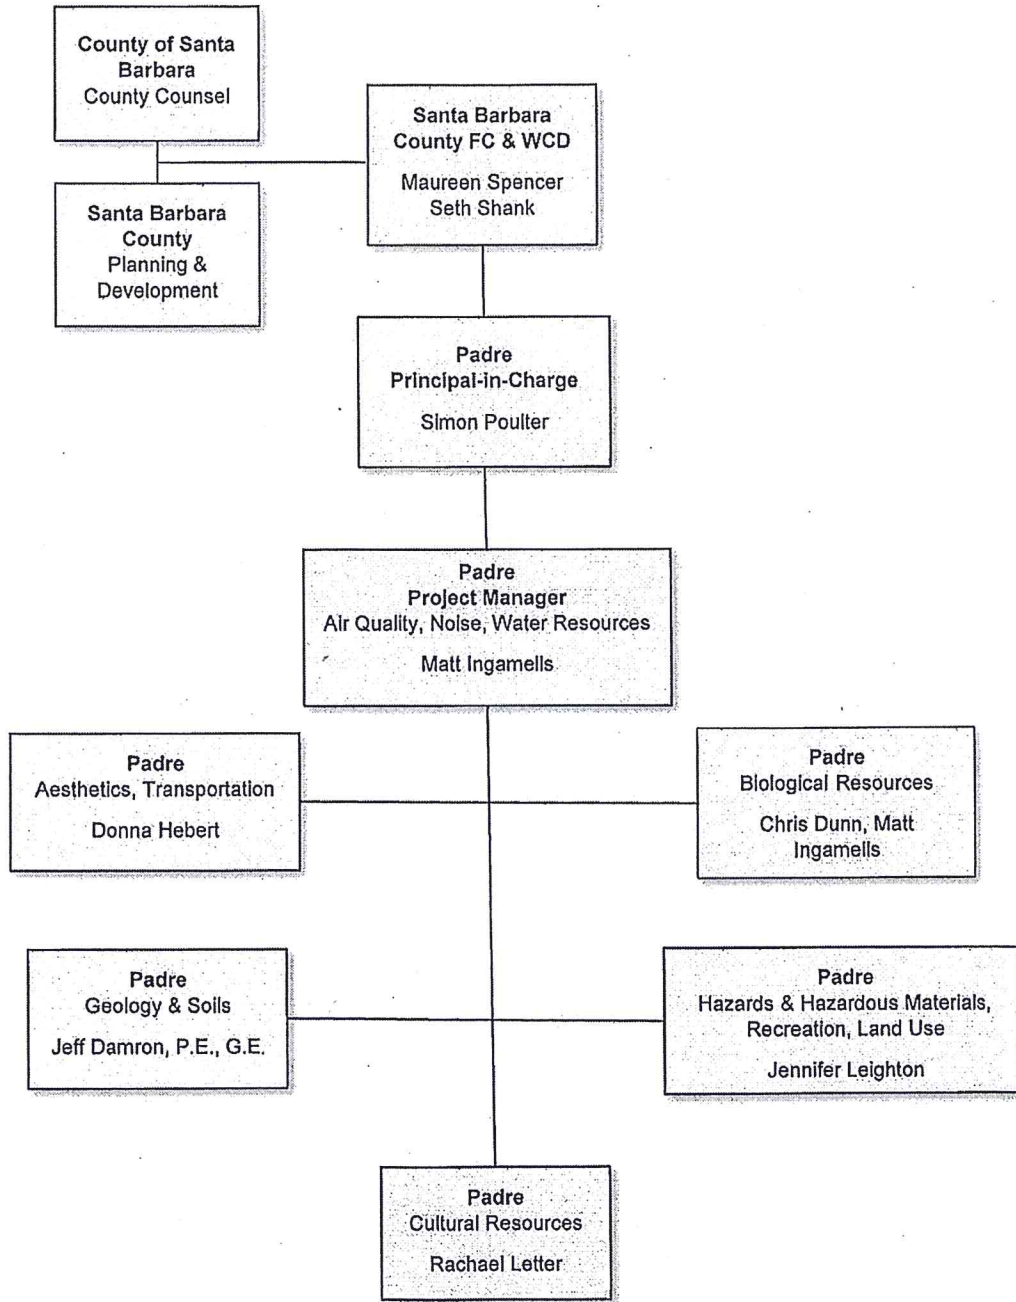 County of Santa
Barbara
County Counsel
Santa Barbara
County FC & WCD
Maureen Spencer
Seth Shank
Santa Barbara
County
Planning &
Development
Padre
Principal-in-Charge
Simon Poulter
Padre
Project Manager
Air Quality, Noise, Water Resources
Matt Ingamells
Padre
Aesthetics, Transportation
Donna Hebert
Padre
Biological Resources
Chris Dunn, Matt
Ingamells
Padre
Geology & Soils
Jeff Damron, P.E., G.E.
Padre
Hazards & Hazardous Materials,
Recreation, Land Use
Jennifer Leighton
Padre
Cultural Resources
Rachael Letter